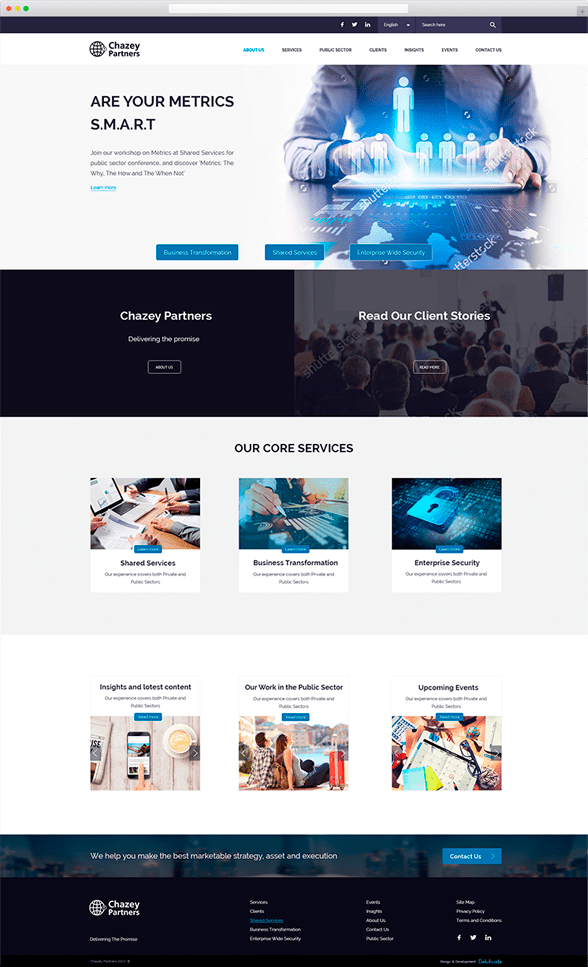 English
Search here
Chazey
Partners
ABOUT US
SERVICES
PUBLIC SECTOR
CLIENTS
INSIGHTS
EVENTS
CONTACT US
ARE YOUR METRICS
S.M.A.R.T
Join our workshop on Metrics at Shared Services for
public sector conference, and discover 'Metrics: The
Why, The How and The When Not'
Learn more
shutterstock
Business Transformation
Shared Services
Enterprise Wide Security
shutterstock
Chazey Partners
Delivering the promise
ABOUT US
Read Our Client Stories
READ MORE
shutterstock
OUR CORE SERVICES
Learn more
Shared Services
Our experience covers both Private and
Public Sectors
Learn more
Business Transformation
Our experience covers both Private and
Public Sectors
Learn more
Enterprise Security
Our experience covers both Private and
Public Sectors
Insights and lotest content
Our experience covers both Private and
Public Sectors
Read more
Our Work in the Public Sector
Our experience covers both Private and
Public Sectors
Read more
Upcoming Events
Our experience covers both Private and
Public Sectors
Read more
We help you make the best marketable strategy, asset and execution
Contact Us
Chazey
Partners
Delivering The Promise
Services
Clients
Shared Services
Business Transformation
Enterprise Wide Security
Events
Insights
About Us
Contact Us
Public Sector
Site Map
Privacy Policy
Terms and Conditions
Chazey Partners 2017 ©
Design & Development